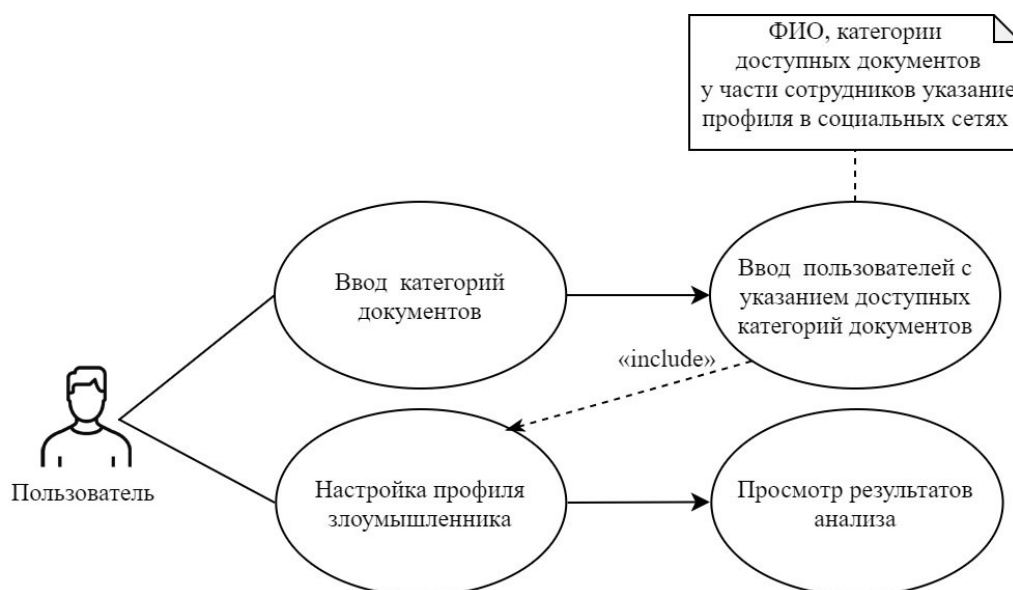 ФИО, категории
доступных документов
у части сотрудников указание
профиля в социальных сетях
Ввод категорий
документов
Ввод пользователей с
указанием доступных
категорий документов
«include»
Пользователь
Настройка профиля
злоумышленника
Просмотр результатов
анализа